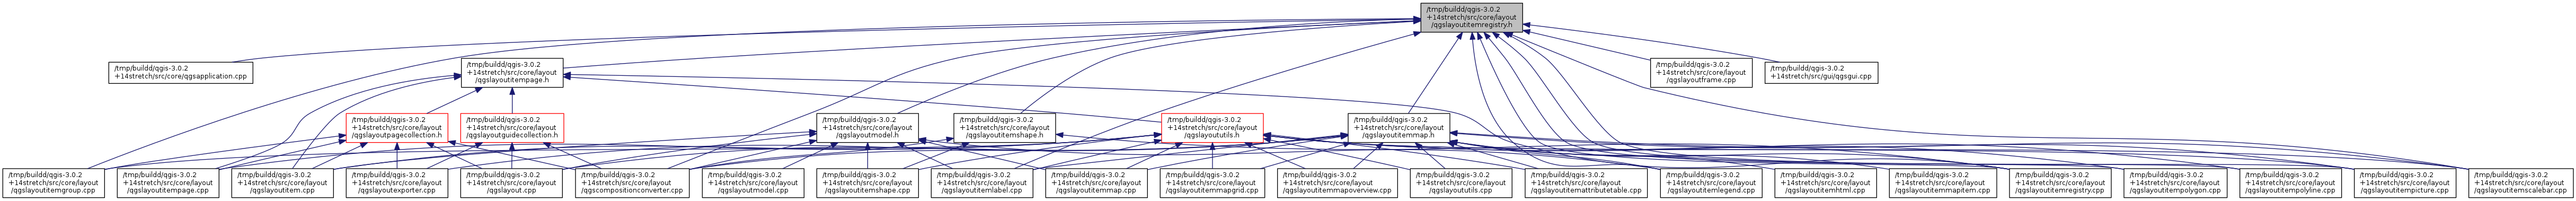 /tmp/buildd/qgis-3.0.2
+14stretch/src/core/layout
/qgslayoutitemregistry.h
/tmp/buildd/qgis-3.0.2
+14stretch/src/core/qgsapplication.cpp
/tmp/buildd/qgis-3.0.2
+14stretch/src/core/layout
/qgslayoutitempage.h
/tmp/buildd/qgis-3.0.2
+14stretch/src/core/layout
/qgslayoutframe.cpp
/tmp/buildd/qgis-3.0.2
+14stretch/src/gui/qgsgui.cpp
/tmp/buildd/qgis-3.0.2
+14stretch/src/core/layout
/qgslayoutpagecollection.h
/tmp/buildd/qgis-3.0.2
+14stretch/src/core/layout
/qgslayoutguidecollection.h
/tmp/buildd/qgis-3.0.2
+14stretch/src/core/layout
/qgslayoutmodel.h
/tmp/buildd/qgis-3.0.2
+14stretch/src/core/layout
/qgslayoutitemshape.h
/tmp/buildd/qgis-3.0.2
+14stretch/src/core/layout
/qgslayoututils.h
/tmp/buildd/qgis-3.0.2
+14stretch/src/core/layout
/qgslayoutitemmap.h
/tmp/buildd/qgis-3.0.2
+14stretch/src/core/layout
/qgslayoutitemgroup.cpp
/tmp/buildd/qgis-3.0.2
+14stretch/src/core/layout
/qgslayoutitempage.cpp
/tmp/buildd/qgis-3.0.2
+14stretch/src/core/layout
/qgslayoutitem.cpp
/tmp/buildd/qgis-3.0.2
+14stretch/src/core/layout
/qgslayoutexporter.cpp
/tmp/buildd/qgis-3.0.2
+14stretch/src/core/layout
/qgslayout.cpp
/tmp/buildd/qgis-3.0.2
+14stretch/src/core/layout
/qgscompositionconverter.cpp
/tmp/buildd/qgis-3.0.2
+14stretch/src/core/layout
/qgslayoutmodel.cpp
/tmp/buildd/qgis-3.0.2
+14stretch/src/core/layout
/qgslayoutitemshape.cpp
/tmp/buildd/qgis-3.0.2
+14stretch/src/core/layout
/qgslayoutitemlabel.cpp
/tmp/buildd/qgis-3.0.2
+14stretch/src/core/layout
/qgslayoutitemmap.cpp
/tmp/buildd/qgis-3.0.2
+14stretch/src/core/layout
/qgslayoutitemmapgrid.cpp
/tmp/buildd/qgis-3.0.2
+14stretch/src/core/layout
/qgslayoutitemmapoverview.cpp
/tmp/buildd/qgis-3.0.2
+14stretch/src/core/layout
/qgslayoututils.cpp
/tmp/buildd/qgis-3.0.2
+14stretch/src/core/layout
/qgslayoutitemattributetable.cpp
/tmp/buildd/qgis-3.0.2
+14stretch/src/core/layout
/qgslayoutitemlegend.cpp
/tmp/buildd/qgis-3.0.2
+14stretch/src/core/layout
/qgslayoutitemhtml.cpp
/tmp/buildd/qgis-3.0.2
+14stretch/src/core/layout
/qgslayoutitemmapitem.cpp
/tmp/buildd/qgis-3.0.2
+14stretch/src/core/layout
/qgslayoutitemregistry.cpp
/tmp/buildd/qgis-3.0.2
+14stretch/src/core/layout
/qgslayoutitempolygon.cpp
/tmp/buildd/qgis-3.0.2
+14stretch/src/core/layout
/qgslayoutitempolyline.cpp
/tmp/buildd/qgis-3.0.2
+14stretch/src/core/layout
/qgslayoutitempicture.cpp
/tmp/buildd/qgis-3.0.2
+14stretch/src/core/layout
/qgslayoutitemscalebar.cpp